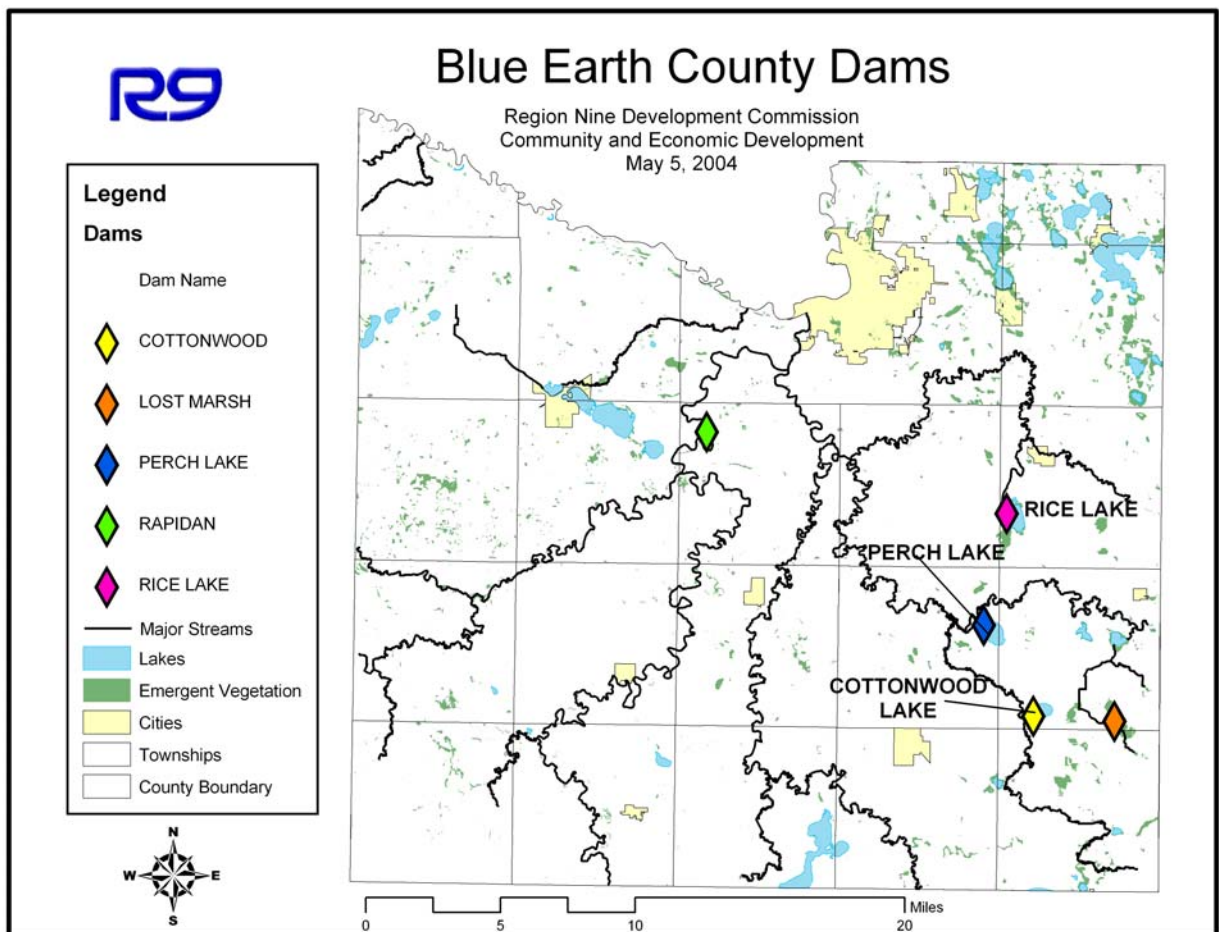 R9
Blue Earth County Dams
Region Nine Development Commission
Community and Economic Development
May 5, 2004
Legend
Dams
Dam Name
COTTONWOOD
LOST MARSH
PERCH LAKE
RAPIDAN
RICE LAKE
Major Streams
Lakes
Emergent Vegetation
Cities
Townships
County Boundary
RICE LAKE
PERCH LAKE
COTTONWOOD
LAKE
N
W E
S
Miles
0 5 10 20